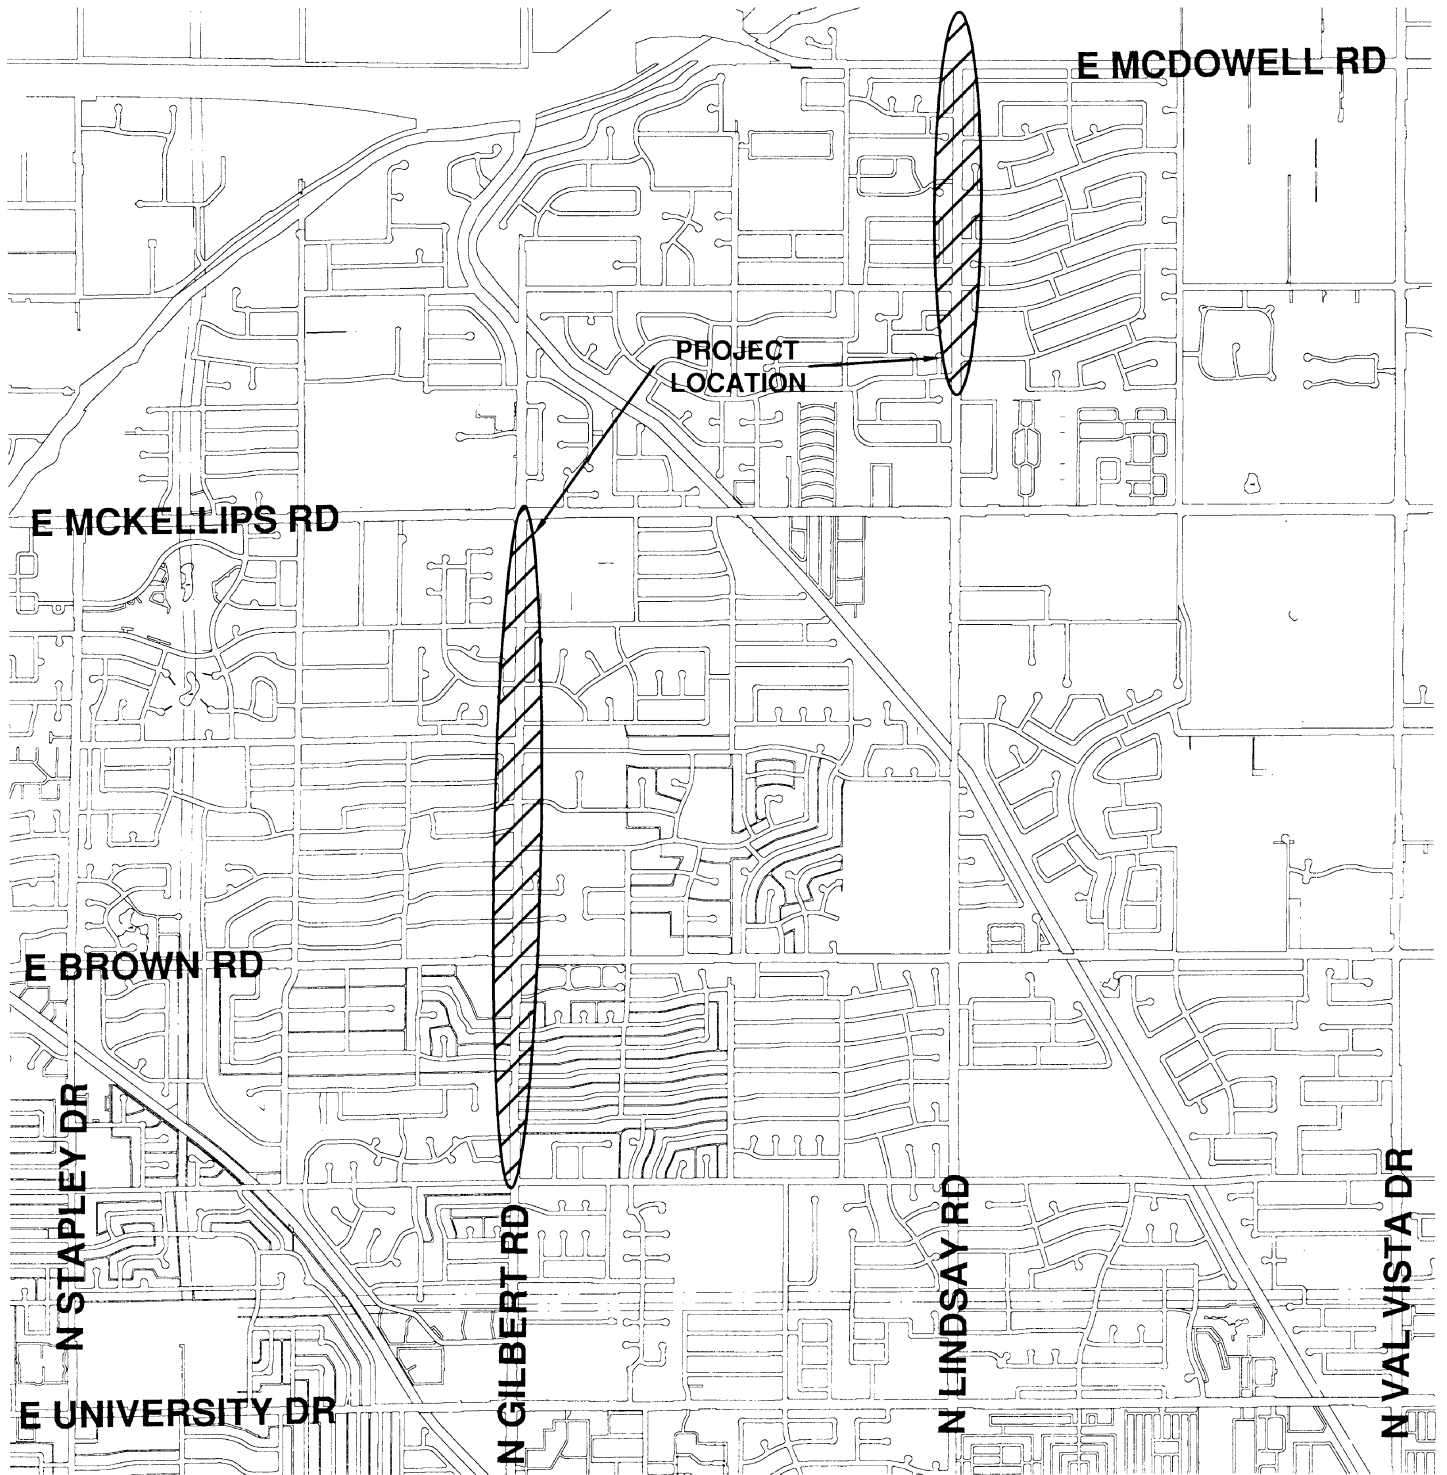 E MCDOWELL RD
PROJECT
LOCATION
E MCKELLIPS RD
E BROWN RD
N STAPLEY DR
N GILBERT RD
N LINDSAY RD
N VAL VISTA DR
E UNIVERSITY DR